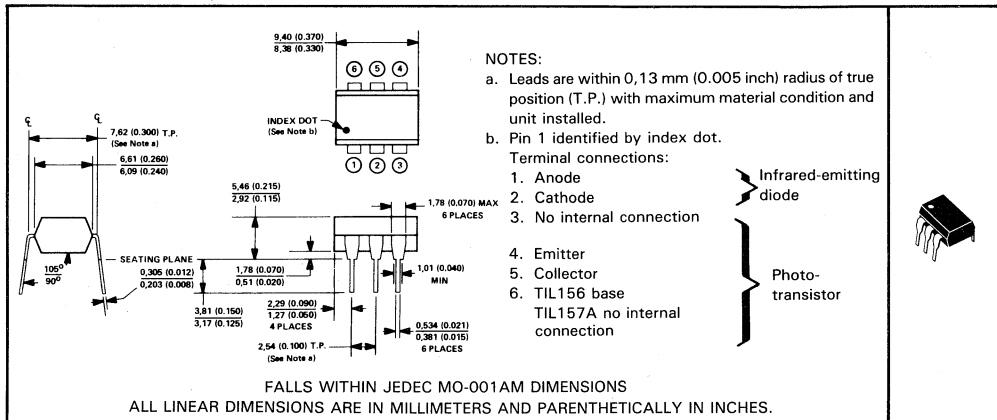 9,40 (0.370)
8,38 (0.330)
6 5 4
INDEX DOT
(See Note b)
1 2 3
℄ ℄
7,62 (0.300) T.P.
(See Note a)
6,61 (0.260)
6,09 (0.240)
5,46 (0.215)
2,92 (0.115)
1,78 (0.070) MAX
6 PLACES
SEATING PLANE
105°
90°
0,305 (0.012)
0,203 (0.008)
1,78 (0.070)
0,51 (0.020)
1,01 (0.040)
MIN
3,81 (0.150)
3,17 (0.125)
2,29 (0.090)
1,27 (0.050)
4 PLACES
0,534 (0.021)
0,381 (0.015)
6 PLACES
2,54 (0.100) T.P.
(See Note a)
NOTES:
a. Leads are within 0,13 mm (0.005 inch) radius of true
position (T.P.) with maximum material condition and
unit installed.
b. Pin 1 identified by index dot.
Terminal connections:
1. Anode
2. Cathode
Infrared-emitting
diode
3. No internal connection
4. Emitter
5. Collector
6. TIL156 base
TIL157A no internal
connection
Photo-
transistor
FALLS WITHIN JEDEC MO-001AM DIMENSIONS
ALL LINEAR DIMENSIONS ARE IN MILLIMETERS AND PARENTHETICALLY IN INCHES.